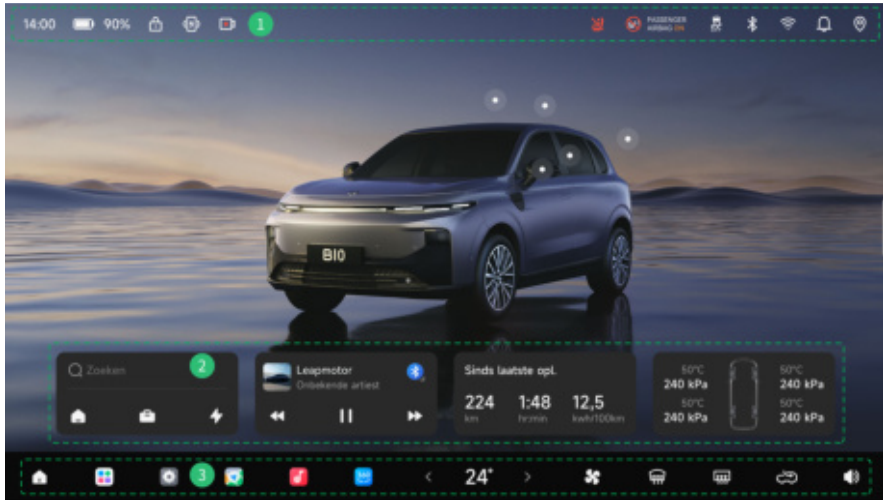 14:00 90% 1 PASSENGER
AIRBAG ON
B10
Zoeken 2
Leapmotor
Onbekende artiest
Sinds laatste opl.
224 1:48 12,5
km hr:min kwh/100km
50°C 50°C
240 kPa 240 kPa
50°C 50°C
240 kPa 240 kPa
3 24°